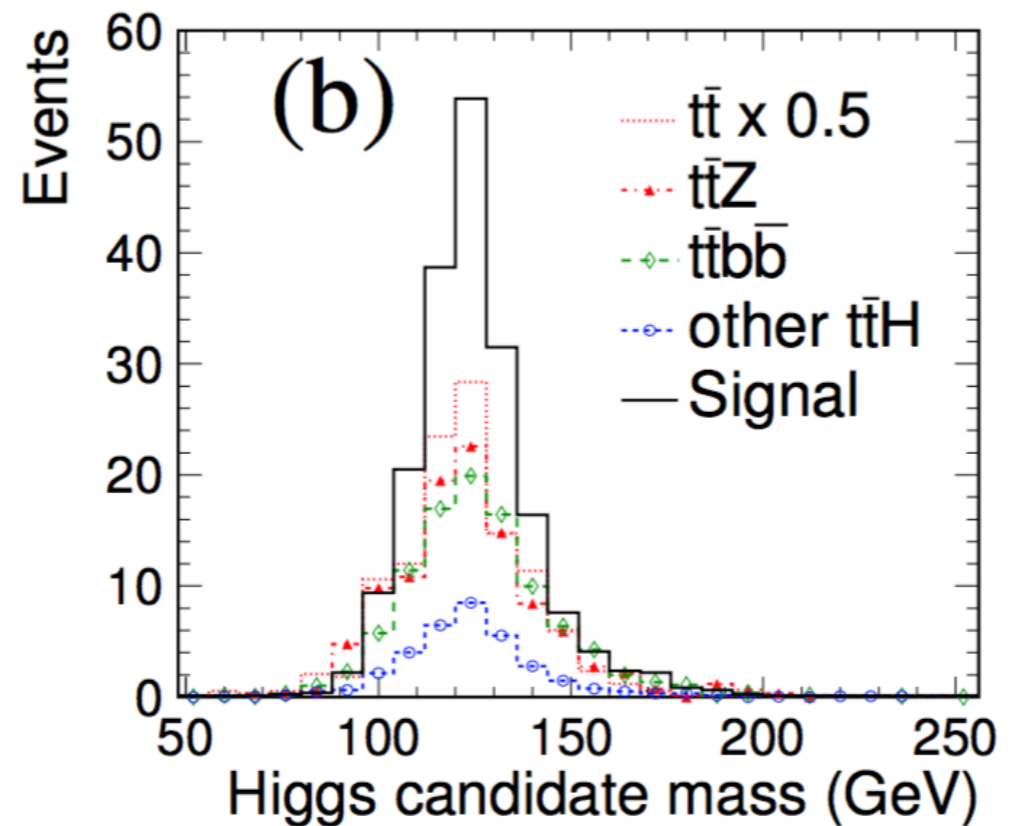 (b)
Events
60
50
40
30
20
10
0
tt̄ x 0.5
tt̄Z
tt̄bb̄
other tt̄H
Signal
50 100 150 200 250
Higgs candidate mass (GeV)